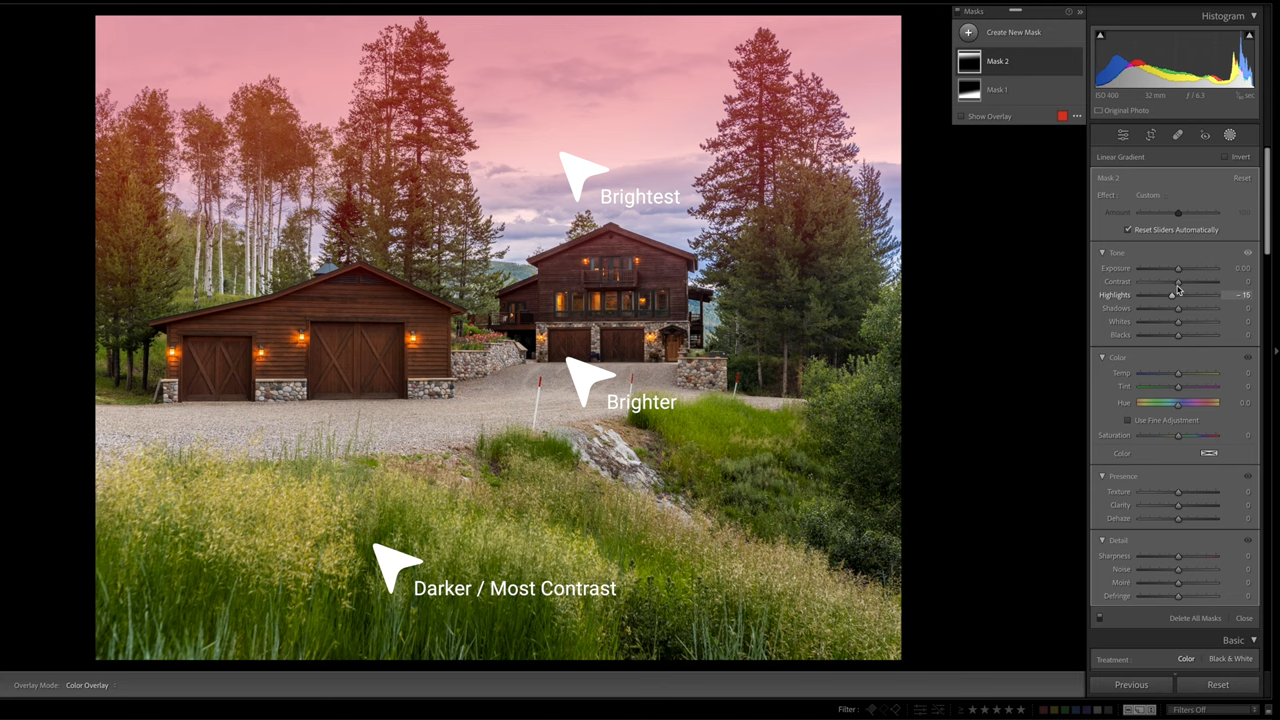 Masks
Create New Mask
Mask 2
Mask 1
Show Overlay
Histogram
ISO 400 32 mm ƒ / 6.3 sec
Original Photo
Linear Gradient Invert
Mask 2 Reset
Effect : Custom
Amount 100
Reset Sliders Automatically
Tone
Exposure 0.00
Contrast 0
Highlights – 15
Shadows 0
Whites 0
Blacks 0
Color
Temp 0
Tint 0
Hue 0.0
Use Fine Adjustment
Saturation 0
Color
Presence
Texture 0
Clarity 0
Dehaze 0
Detail
Sharpness 0
Noise 0
Moiré 0
Defringe 0
Delete All Masks Close
Basic
Treatment : Color Black & White
Previous Reset
Brightest
Brighter
Darker / Most Contrast
Overlay Mode: Color Overlay
Filter : Filters Off